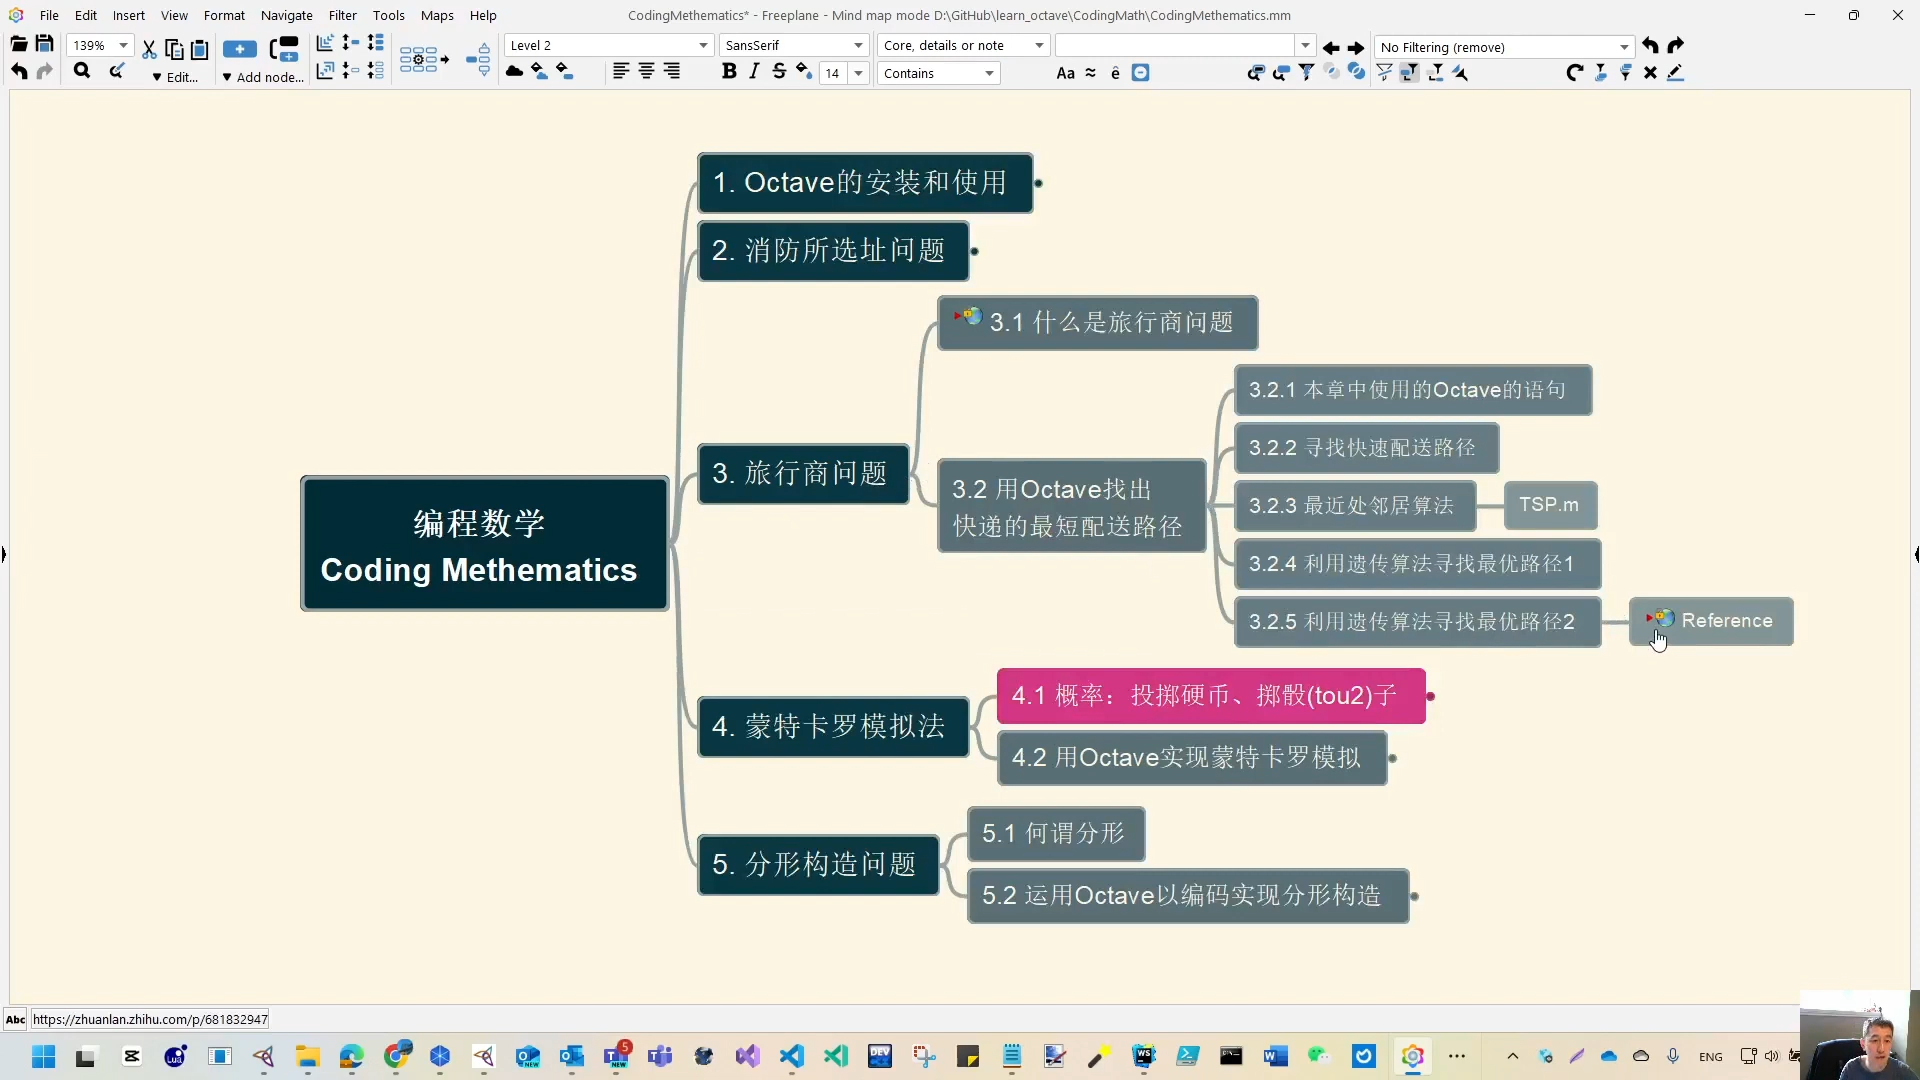 File Edit Insert View Format Navigate Filter Tools Maps Help
CodingMethematics* - Freeplane - Mind map mode D:\GitHub\learn_octave\CodingMath\CodingMethematics.mm
139%
Level 2
SansSerif
Core, details or note
No Filtering (remove)
Edit...
Add node...
B I S
14
Contains
Aa ≈ ê
1. Octave的安装和使用
2. 消防所选址问题
3.1 什么是旅行商问题
3.2.1 本章中使用的Octave的语句
3.2.2 寻找快速配送路径
3. 旅行商问题
3.2 用Octave找出
快递的最短配送路径
3.2.3 最近处邻居算法
TSP.m
编程数学
Coding Methematics
3.2.4 利用遗传算法寻找最优路径1
3.2.5 利用遗传算法寻找最优路径2
Reference
4.1 概率：投掷硬币、掷骰(tou2)子
4. 蒙特卡罗模拟法
4.2 用Octave实现蒙特卡罗模拟
5.1 何谓分形
5. 分形构造问题
5.2 运用Octave以编码实现分形构造
Abc https://zhuanlan.zhihu.com/p/681832947
Lua
NEW
NEW
5
DEV
WS
ENG